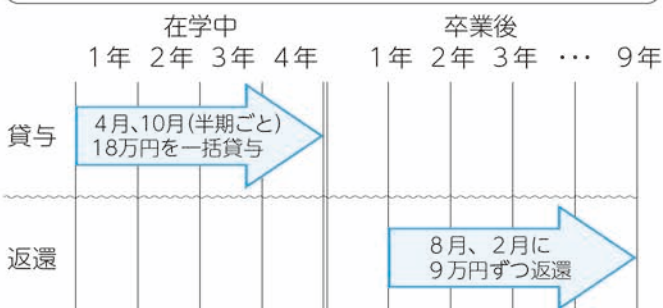 在学中 卒業後
1年 2年 3年 4年 1年 2年 3年 … 9年
貸与
4月、10月(半期ごと)
18万円を一括貸与
返還
8月、2月に
9万円ずつ返還